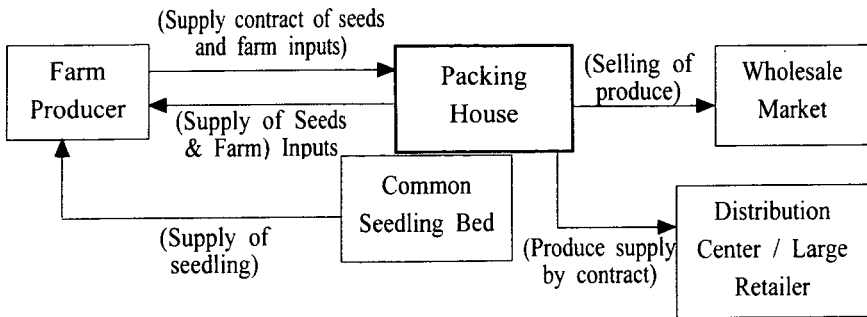 (Supply contract of seeds
and farm inputs)
Farm
Producer
Packing
House
(Selling of
produce)
Wholesale
Market
(Supply of Seeds
& Farm) Inputs
Common
Seedling Bed
(Supply of
seedling)
(Produce supply
by contract)
Distribution
Center / Large
Retailer